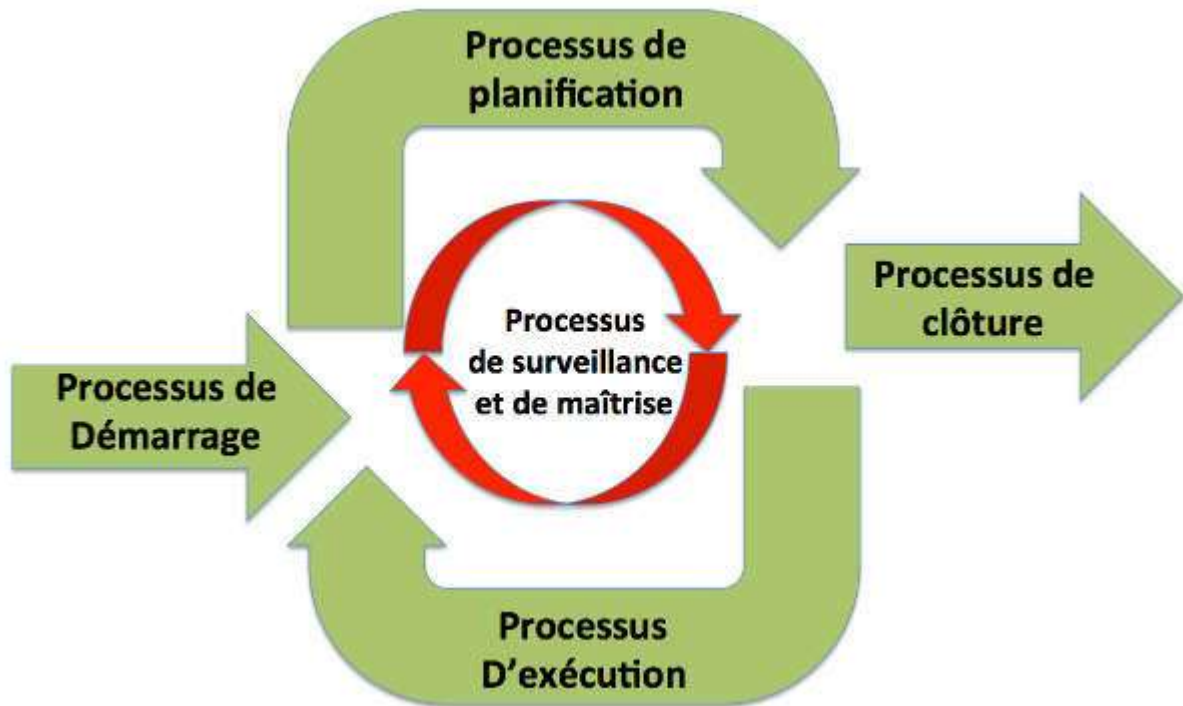 Processus de
planification
Processus de
clôture
Processus
de surveillance
et de maîtrise
Processus de
Démarrage
Processus
D’exécution